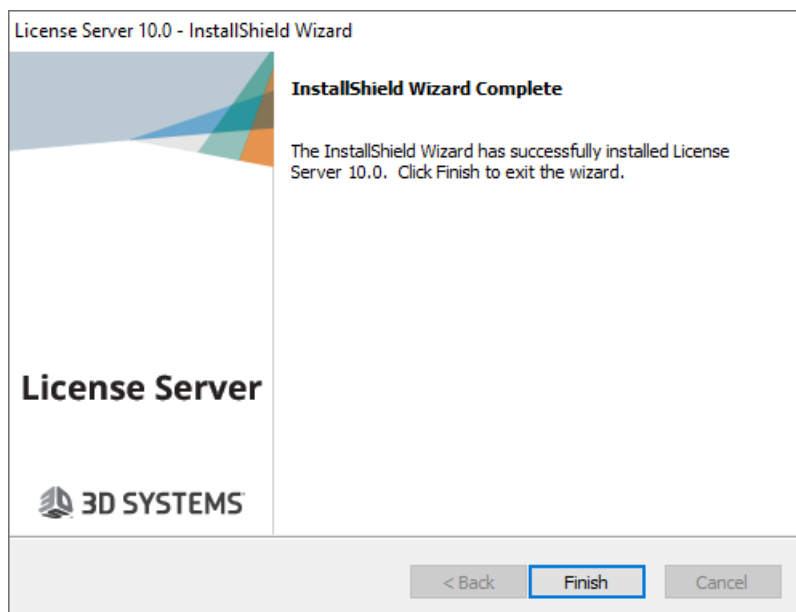 License Server 10.0 - InstallShield Wizard
InstallShield Wizard Complete
The InstallShield Wizard has successfully installed License
Server 10.0. Click Finish to exit the wizard.
License Server
3D SYSTEMS
< Back
Finish
Cancel